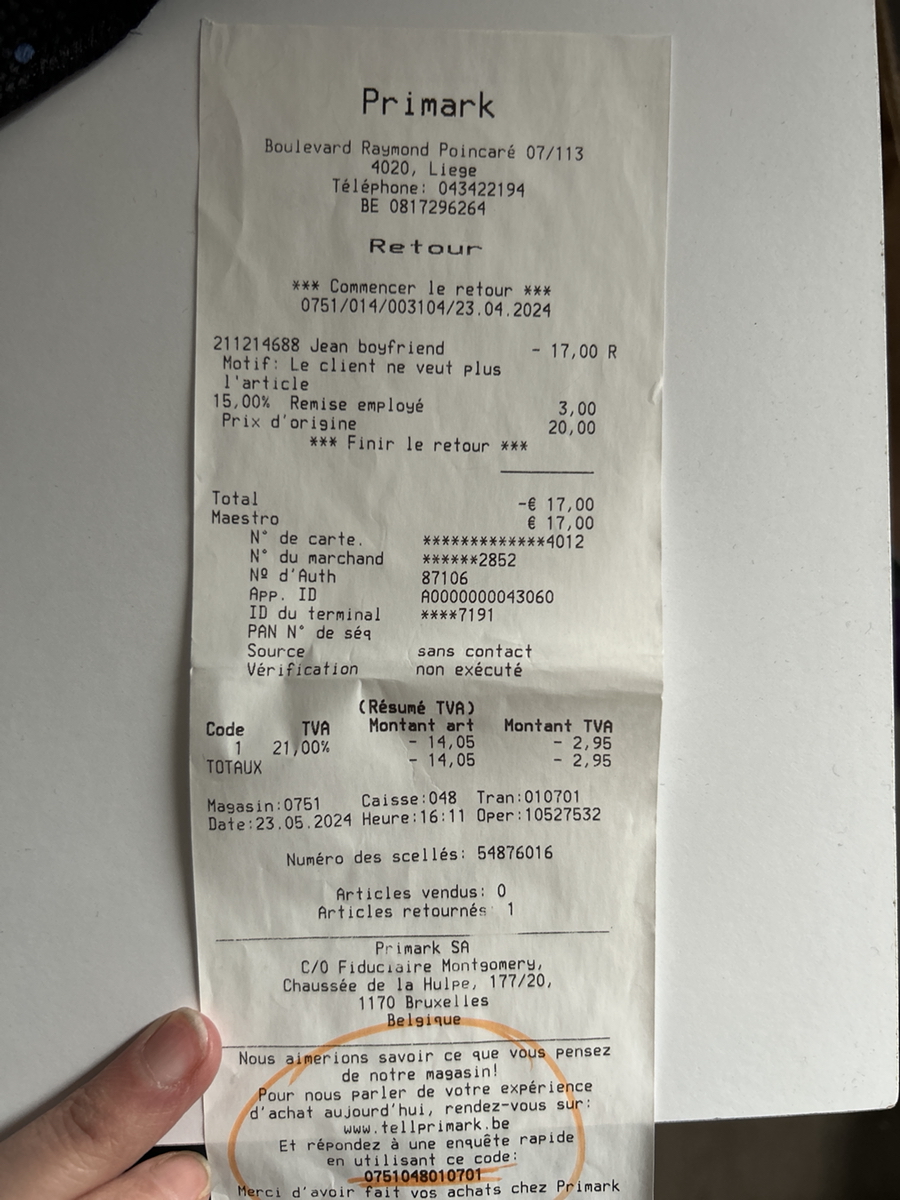 Primark
Boulevard Raymond Poincaré 07/113
4020, Liege
Téléphone: 043422194
BE 0817296264
Retour
*** Commencer le retour ***
0751/014/003104/23.04.2024
211214688 Jean boyfriend - 17,00 R
Motif: Le client ne veut plus
l'article
15,00% Remise employé 3,00
Prix d'origine 20,00
*** Finir le retour ***
Total -€ 17,00
Maestro € 17,00
N° de carte. *************4012
N° du marchand ******2852
Nº d'Auth 87106
App. ID A0000000043060
ID du terminal ****7191
PAN N° de séq
Source sans contact
Vérification non exécuté
(Résumé TVA)
Code TVA Montant art Montant TVA
1 21,00% - 14,05 - 2,95
TOTAUX - 14,05 - 2,95
Magasin:0751 Caisse:048 Tran:010701
Date:23.05.2024 Heure:16:11 Oper:10527532
Numéro des scellés: 54876016
Articles vendus: 0
Articles retournés 1
Primark SA
C/O Fiduciaire Montgomery,
Chaussée de la Hulpe, 177/20,
1170 Bruxelles
Belgique
Nous aimerions savoir ce que vous pensez
de notre magasin!
Pour nous parler de votre expérience
d'achat aujourd'hui, rendez-vous sur:
www.tellprimark.be
Et répondez à une enquête rapide
en utilisant ce code:
0751048010701
Merci d'avoir fait vos achats chez Primark